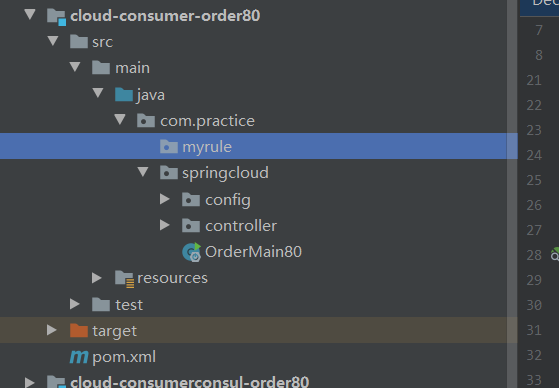 cloud-consumer-order80
src
main
java
com.practice
myrule
springcloud
config
controller
OrderMain80
resources
test
target
pom.xml
cloud-consumerconsul-order80
7
8
21
22
23
24
25
26
27
28
29
30
31
32
33